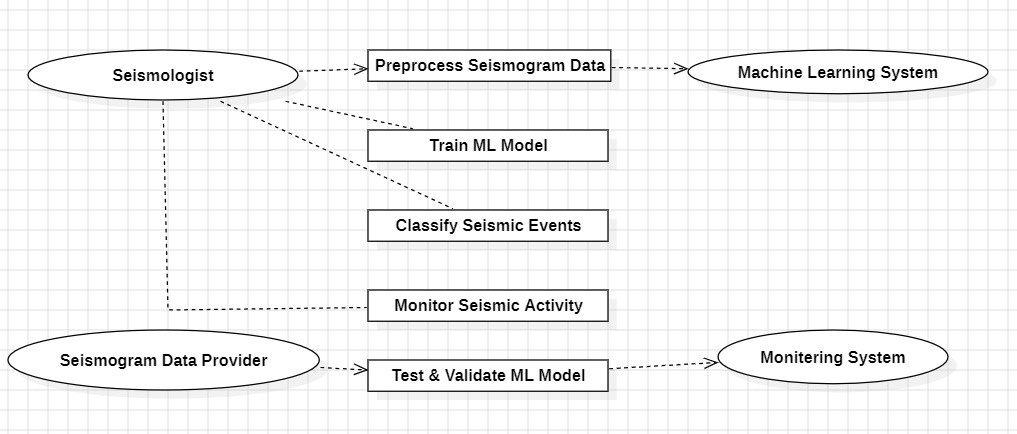 Seismologist
Preprocess Seismogram Data
Machine Learning System
Train ML Model
Classify Seismic Events
Monitor Seismic Activity
Seismogram Data Provider
Test & Validate ML Model
Monitering System